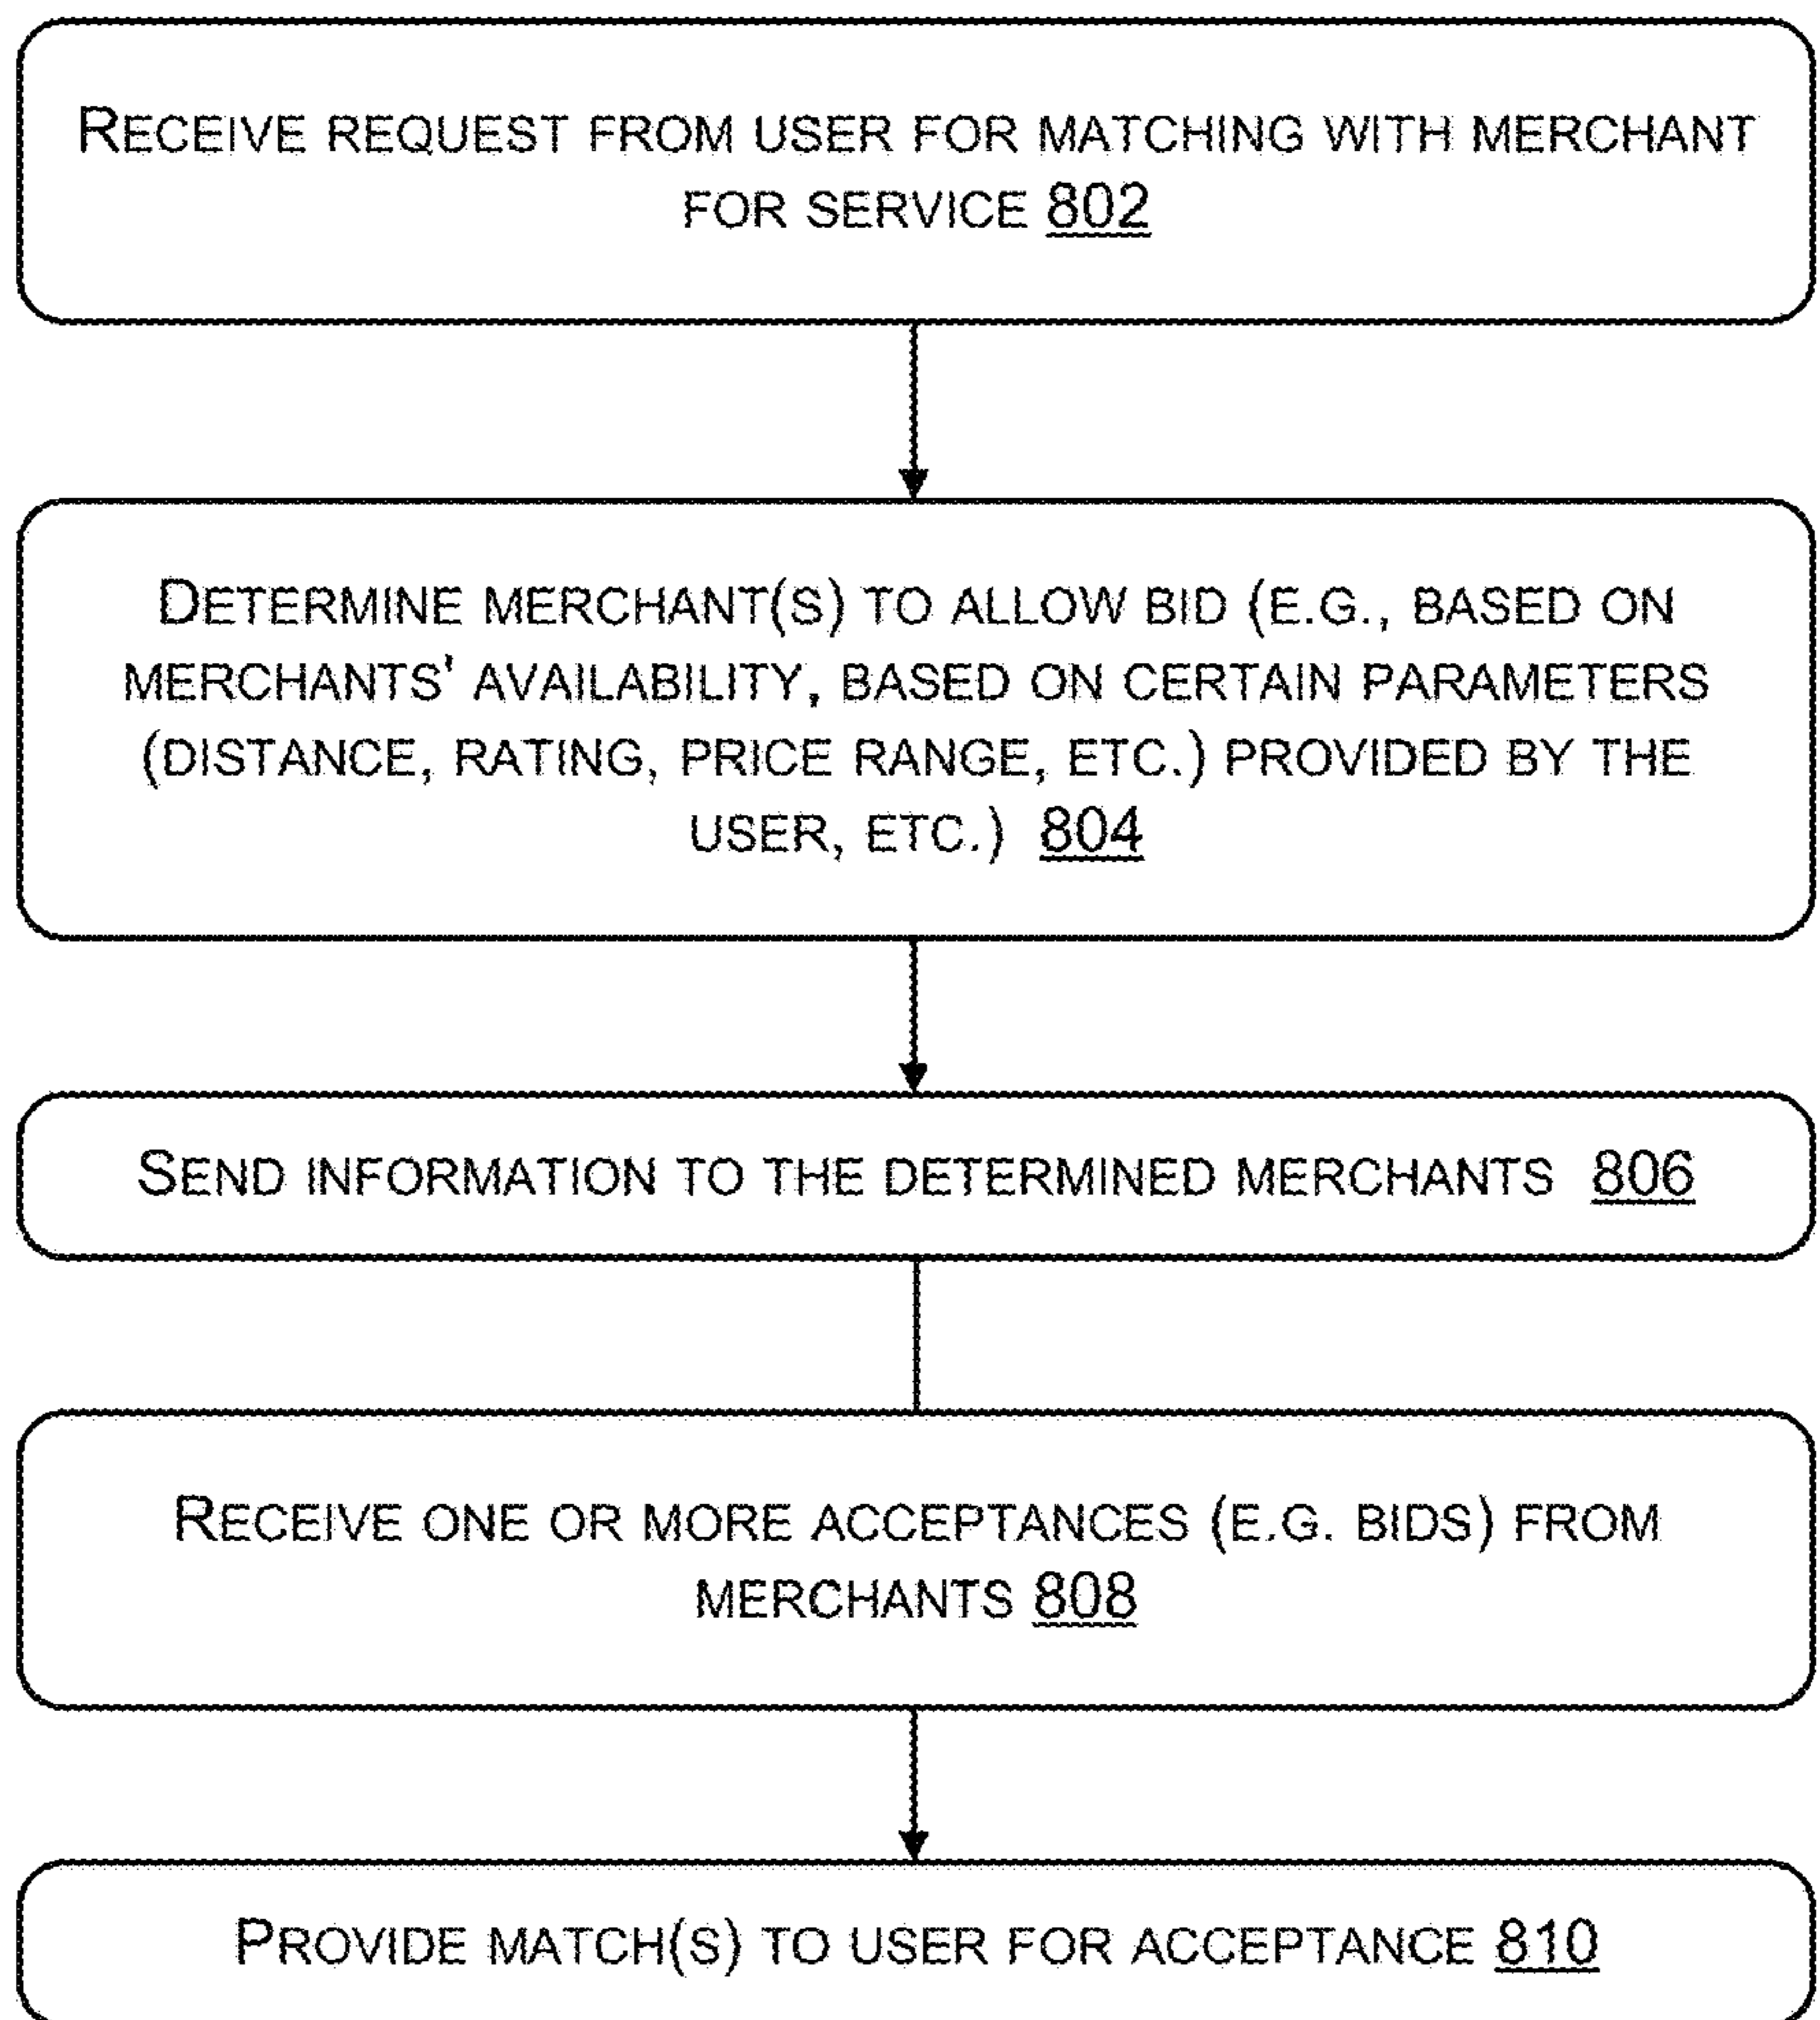 RECEIVE REQUEST FROM USER FOR MATCHING WITH MERCHANT
FOR SERVICE 802
DETERMINE MERCHANT(S) TO ALLOW BID (E.G., BASED ON
MERCHANTS' AVAILABILITY, BASED ON CERTAIN PARAMETERS
(DISTANCE, RATING, PRICE RANGE, ETC.) PROVIDED BY THE
USER, ETC.) 804
SEND INFORMATION TO THE DETERMINED MERCHANTS 806
RECEIVE ONE OR MORE ACCEPTANCES (E.G. BIDS) FROM
MERCHANTS 808
PROVIDE MATCH(S) TO USER FOR ACCEPTANCE 810